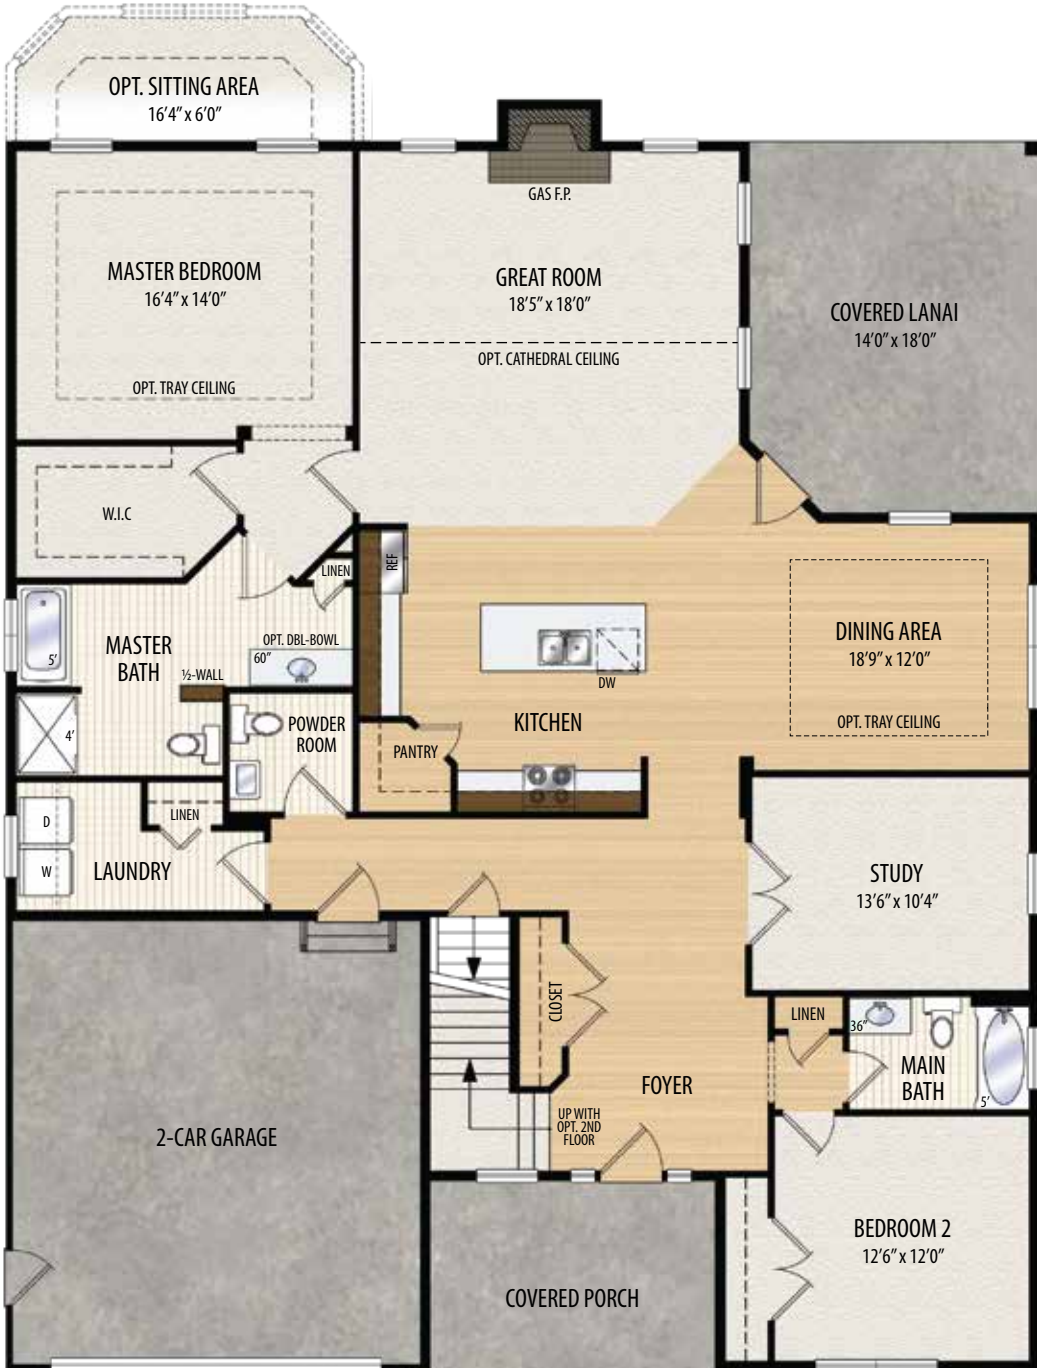 OPT. SITTING AREA
16'4" x 6'0"
GAS F.P.
MASTER BEDROOM
16'4" x 14'0"
OPT. TRAY CEILING
GREAT ROOM
18'5" x 18'0"
OPT. CATHEDRAL CEILING
COVERED LANAI
14'0" x 18'0"
W.I.C
REF
LINEN
OPT. DBL-BOWL
60"
MASTER
BATH
5'
½-WALL
4'
DW
DINING AREA
18'9" x 12'0"
OPT. TRAY CEILING
KITCHEN
POWDER
ROOM
PANTRY
D
W
LINEN
LAUNDRY
STUDY
13'6" x 10'4"
CLOSET
LINEN
36"
MAIN
BATH
5'
FOYER
UP WITH
OPT. 2ND
FLOOR
2-CAR GARAGE
BEDROOM 2
12'6" x 12'0"
COVERED PORCH